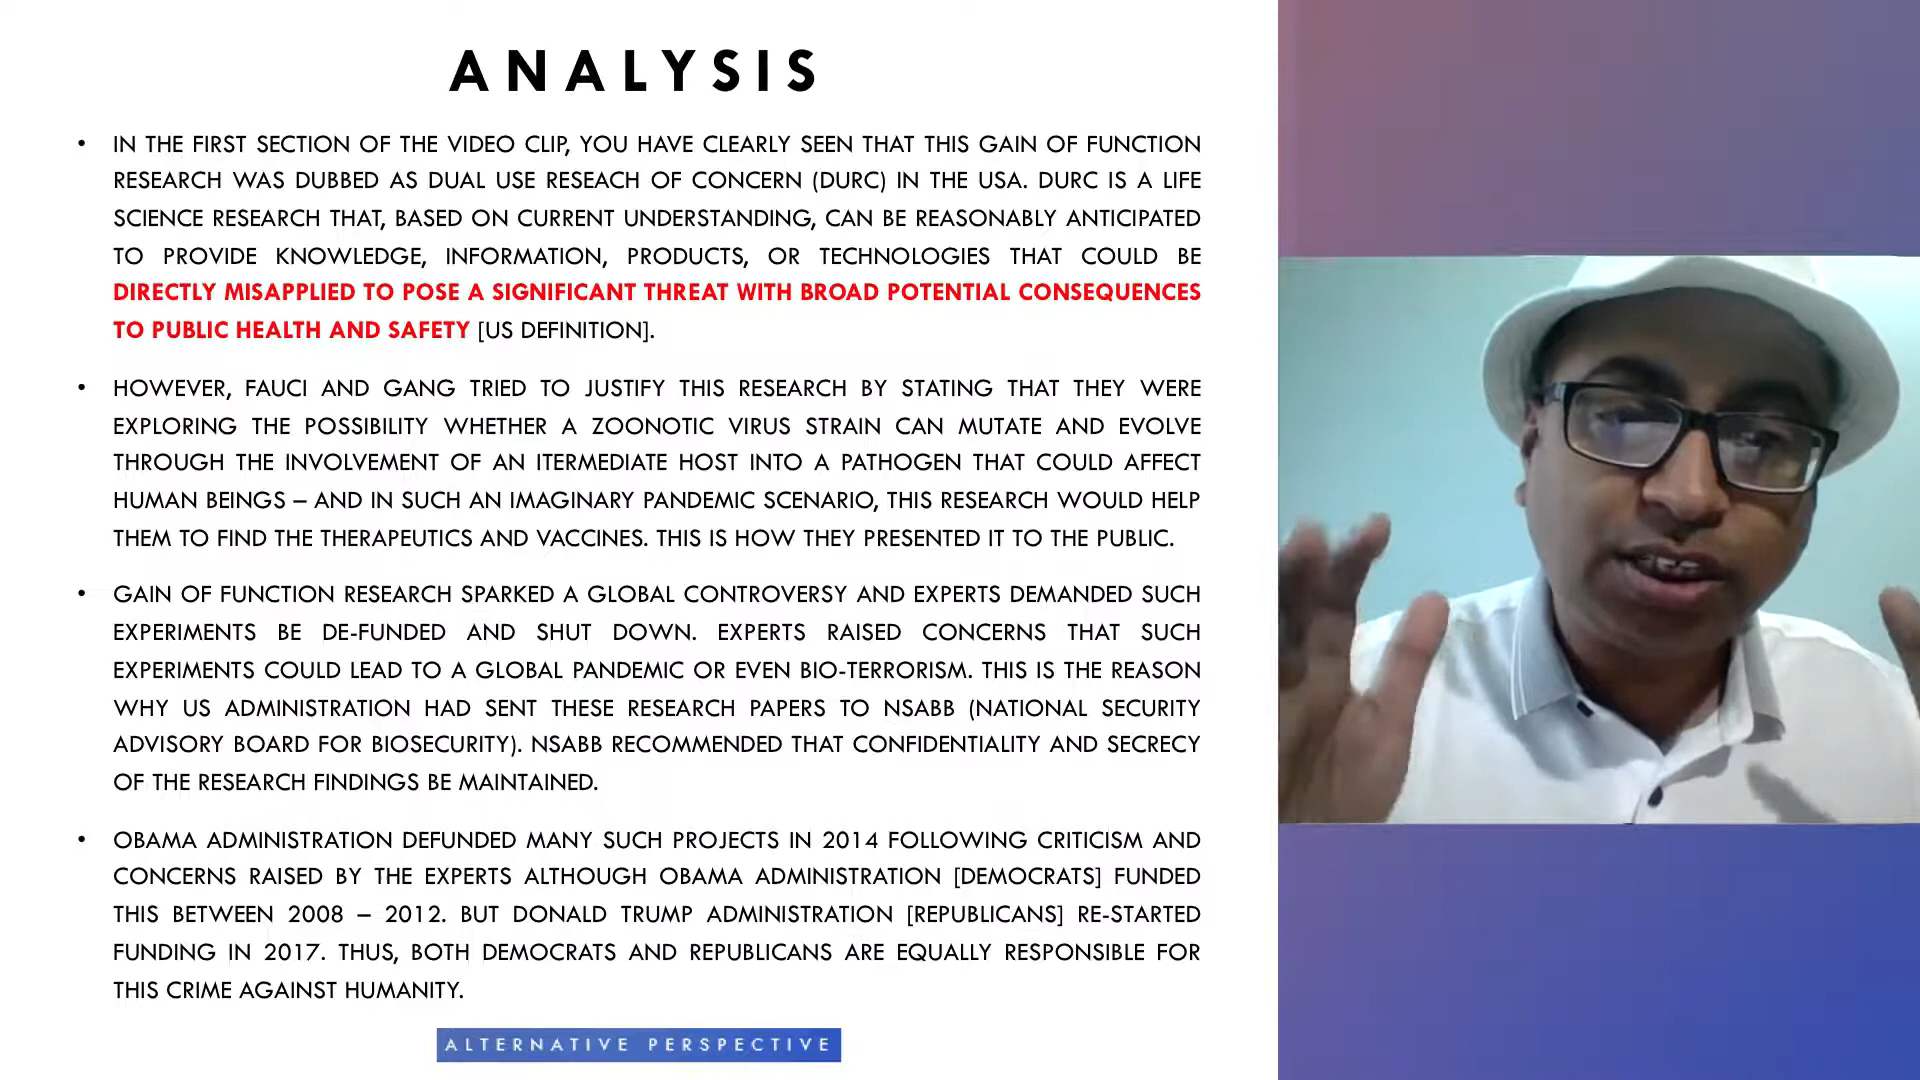 ANALYSIS
• IN THE FIRST SECTION OF THE VIDEO CLIP, YOU HAVE CLEARLY SEEN THAT THIS GAIN OF FUNCTION
RESEARCH WAS DUBBED AS DUAL USE RESEACH OF CONCERN (DURC) IN THE USA. DURC IS A LIFE
SCIENCE RESEARCH THAT, BASED ON CURRENT UNDERSTANDING, CAN BE REASONABLY ANTICIPATED
TO PROVIDE KNOWLEDGE, INFORMATION, PRODUCTS, OR TECHNOLOGIES THAT COULD BE
DIRECTLY MISAPPLIED TO POSE A SIGNIFICANT THREAT WITH BROAD POTENTIAL CONSEQUENCES
TO PUBLIC HEALTH AND SAFETY [US DEFINITION].
• HOWEVER, FAUCI AND GANG TRIED TO JUSTIFY THIS RESEARCH BY STATING THAT THEY WERE
EXPLORING THE POSSIBILITY WHETHER A ZOONOTIC VIRUS STRAIN CAN MUTATE AND EVOLVE
THROUGH THE INVOLVEMENT OF AN ITERMEDIATE HOST INTO A PATHOGEN THAT COULD AFFECT
HUMAN BEINGS – AND IN SUCH AN IMAGINARY PANDEMIC SCENARIO, THIS RESEARCH WOULD HELP
THEM TO FIND THE THERAPEUTICS AND VACCINES. THIS IS HOW THEY PRESENTED IT TO THE PUBLIC.
• GAIN OF FUNCTION RESEARCH SPARKED A GLOBAL CONTROVERSY AND EXPERTS DEMANDED SUCH
EXPERIMENTS BE DE-FUNDED AND SHUT DOWN. EXPERTS RAISED CONCERNS THAT SUCH
EXPERIMENTS COULD LEAD TO A GLOBAL PANDEMIC OR EVEN BIO-TERRORISM. THIS IS THE REASON
WHY US ADMINISTRATION HAD SENT THESE RESEARCH PAPERS TO NSABB (NATIONAL SECURITY
ADVISORY BOARD FOR BIOSECURITY). NSABB RECOMMENDED THAT CONFIDENTIALITY AND SECRECY
OF THE RESEARCH FINDINGS BE MAINTAINED.
• OBAMA ADMINISTRATION DEFUNDED MANY SUCH PROJECTS IN 2014 FOLLOWING CRITICISM AND
CONCERNS RAISED BY THE EXPERTS ALTHOUGH OBAMA ADMINISTRATION [DEMOCRATS] FUNDED
THIS BETWEEN 2008 – 2012. BUT DONALD TRUMP ADMINISTRATION [REPUBLICANS] RE-STARTED
FUNDING IN 2017. THUS, BOTH DEMOCRATS AND REPUBLICANS ARE EQUALLY RESPONSIBLE FOR
THIS CRIME AGAINST HUMANITY.
ALTERNATIVE PERSPECTIVE